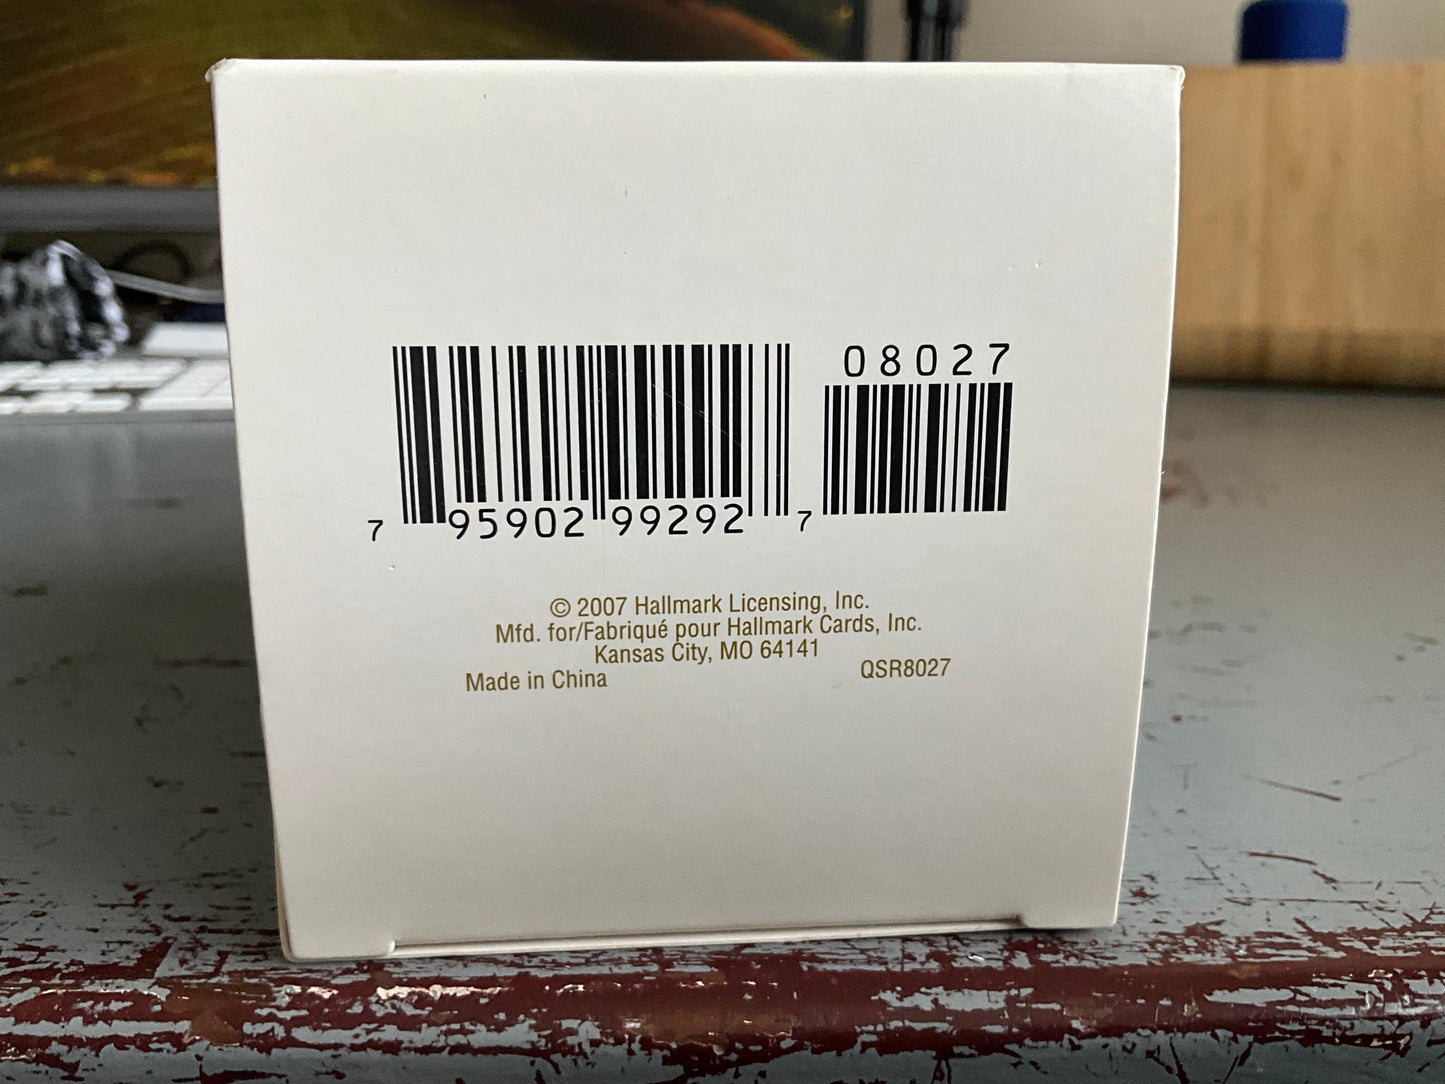 08027
7 95902 99292 7
© 2007 Hallmark Licensing, Inc.
Mfd. for/Fabriqué pour Hallmark Cards, Inc.
Kansas City, MO 64141
Made in China QSR8027